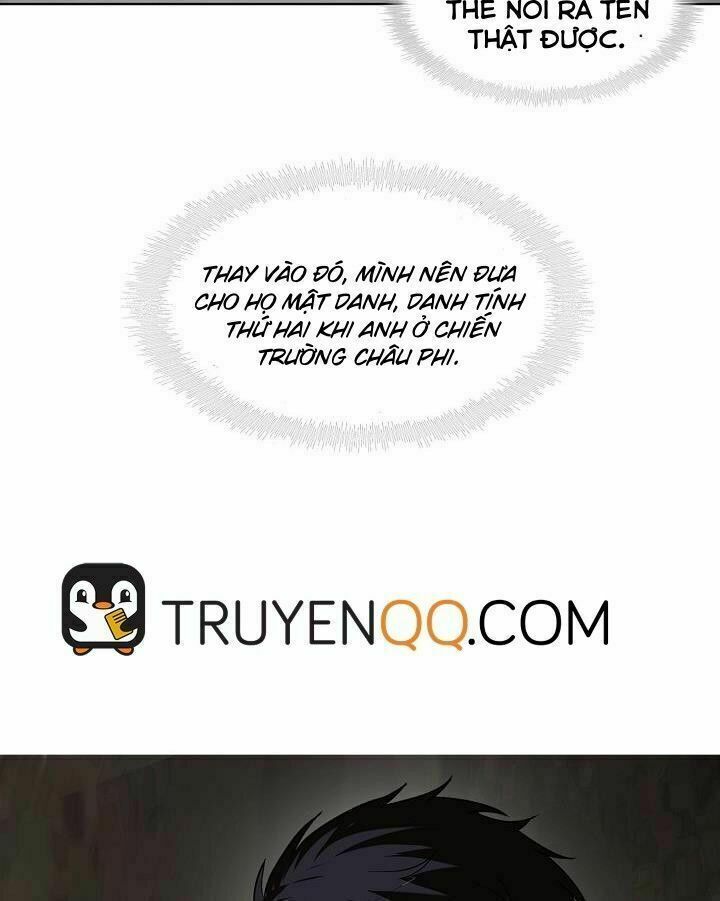 THỂ NÓI RA TÊN
THẬT ĐƯỢC.
THAY VÀO ĐÓ, MÌNH NÊN ĐƯA
CHO HỌ MẬT DANH, DANH TÍNH
THỨ HAI KHI ANH Ở CHIẾN
TRƯỜNG CHÂU PHI.
TRUYENQQ.COM